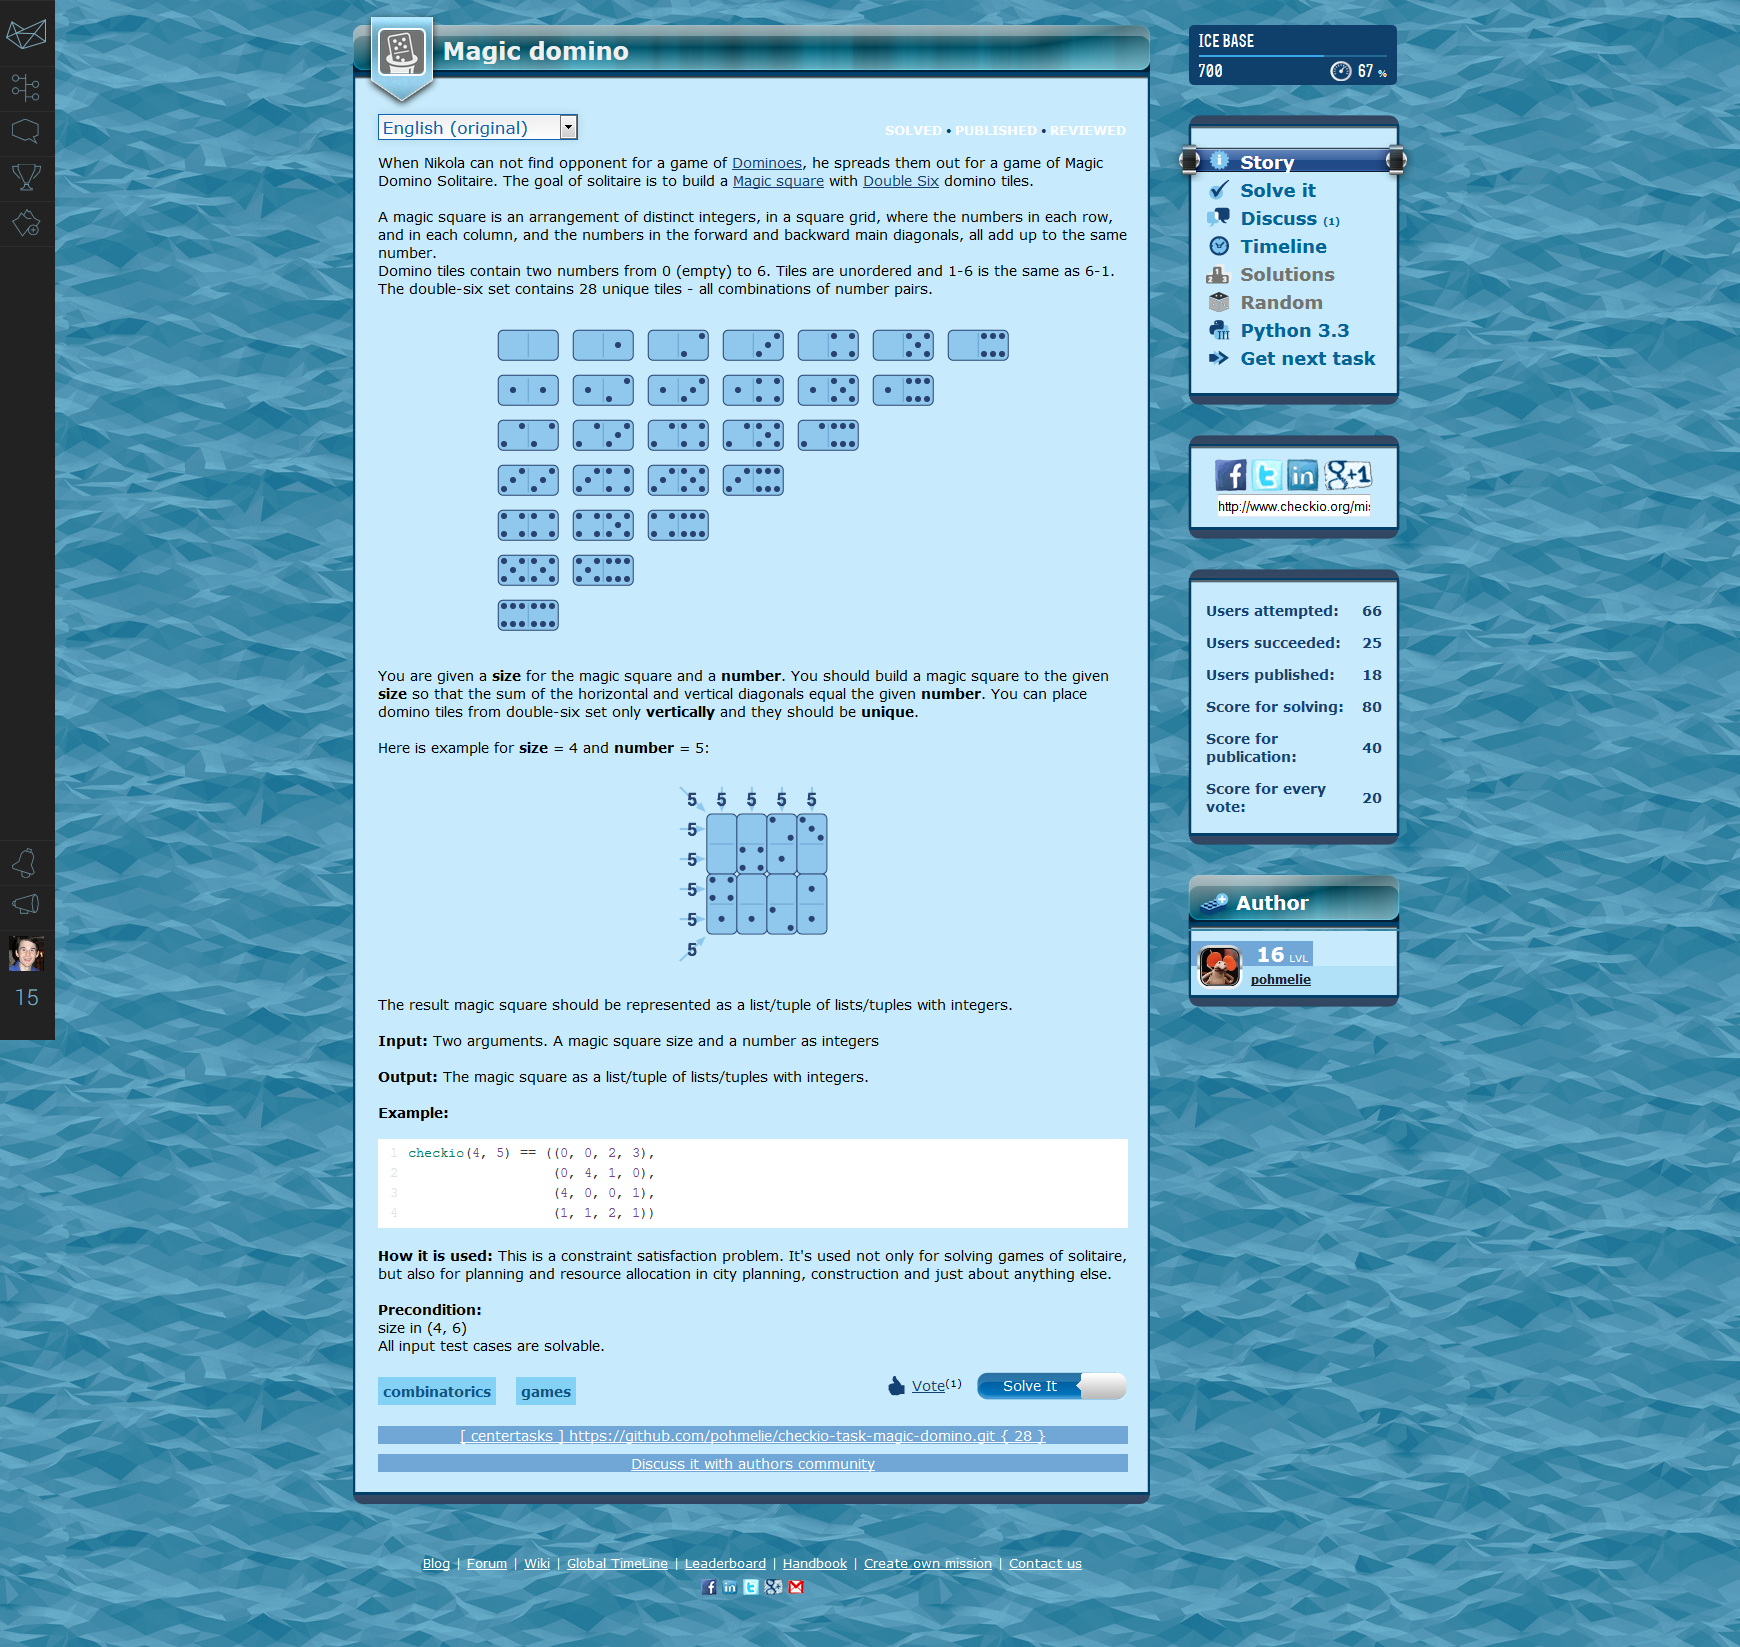 Magic domino
English (original)
SOLVED • PUBLISHED • REVIEWED
When Nikola can not find opponent for a game of Dominoes, he spreads them out for a game of Magic
Domino Solitaire. The goal of solitaire is to build a Magic square with Double Six domino tiles.
A magic square is an arrangement of distinct integers, in a square grid, where the numbers in each row,
and in each column, and the numbers in the forward and backward main diagonals, all add up to the same
number.
Domino tiles contain two numbers from 0 (empty) to 6. Tiles are unordered and 1-6 is the same as 6-1.
The double-six set contains 28 unique tiles - all combinations of number pairs.
You are given a size for the magic square and a number. You should build a magic square to the given
size so that the sum of the horizontal and vertical diagonals equal the given number. You can place
domino tiles from double-six set only vertically and they should be unique.
Here is example for size = 4 and number = 5:
5 5 5 5 5
5
5
5
5
5
The result magic square should be represented as a list/tuple of lists/tuples with integers.
Input: Two arguments. A magic square size and a number as integers
Output: The magic square as a list/tuple of lists/tuples with integers.
Example:
1 checkio(4, 5) == ((0, 0, 2, 3),
2 (0, 4, 1, 0),
3 (4, 0, 0, 1),
4 (1, 1, 2, 1))
How it is used: This is a constraint satisfaction problem. It's used not only for solving games of solitaire,
but also for planning and resource allocation in city planning, construction and just about anything else.
Precondition:
size in (4, 6)
All input test cases are solvable.
combinatorics games
Vote(1) Solve It
[ centertasks ] https://github.com/pohmelie/checkio-task-magic-domino.git { 28 }
Discuss it with authors community
ICE BASE
700 67 %
Story
Solve it
Discuss (1)
Timeline
Solutions
Random
Python 3.3
Get next task
g+1
http://www.checkio.org/mis
Users attempted: 66
Users succeeded: 25
Users published: 18
Score for solving: 80
Score for
publication: 40
Score for every
vote: 20
Author
16 LVL
pohmelie
15
Blog | Forum | Wiki | Global TimeLine | Leaderboard | Handbook | Create own mission | Contact us